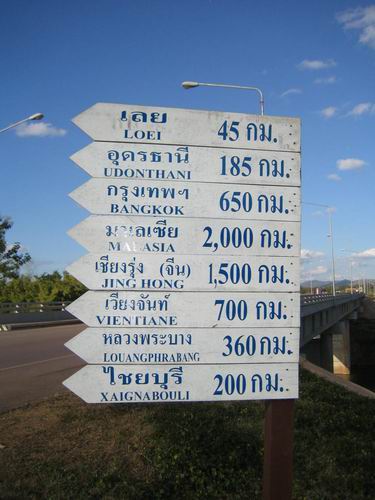 เลย 45 กม.
LOEI
อุดรธานี 185 กม.
UDONTHANI
กรุงเทพฯ 650 กม.
BANGKOK
มาเลเซีย 2,000 กม.
MALASIA
เชียงรุ่ง (จีน) 1,500 กม.
JING HONG
เวียงจันท์ 700 กม.
VIENTIANE
หลวงพระบาง 360 กม.
LOUANGPHRABANG
ไชยบุรี 200 กม.
XAIGNABOULI